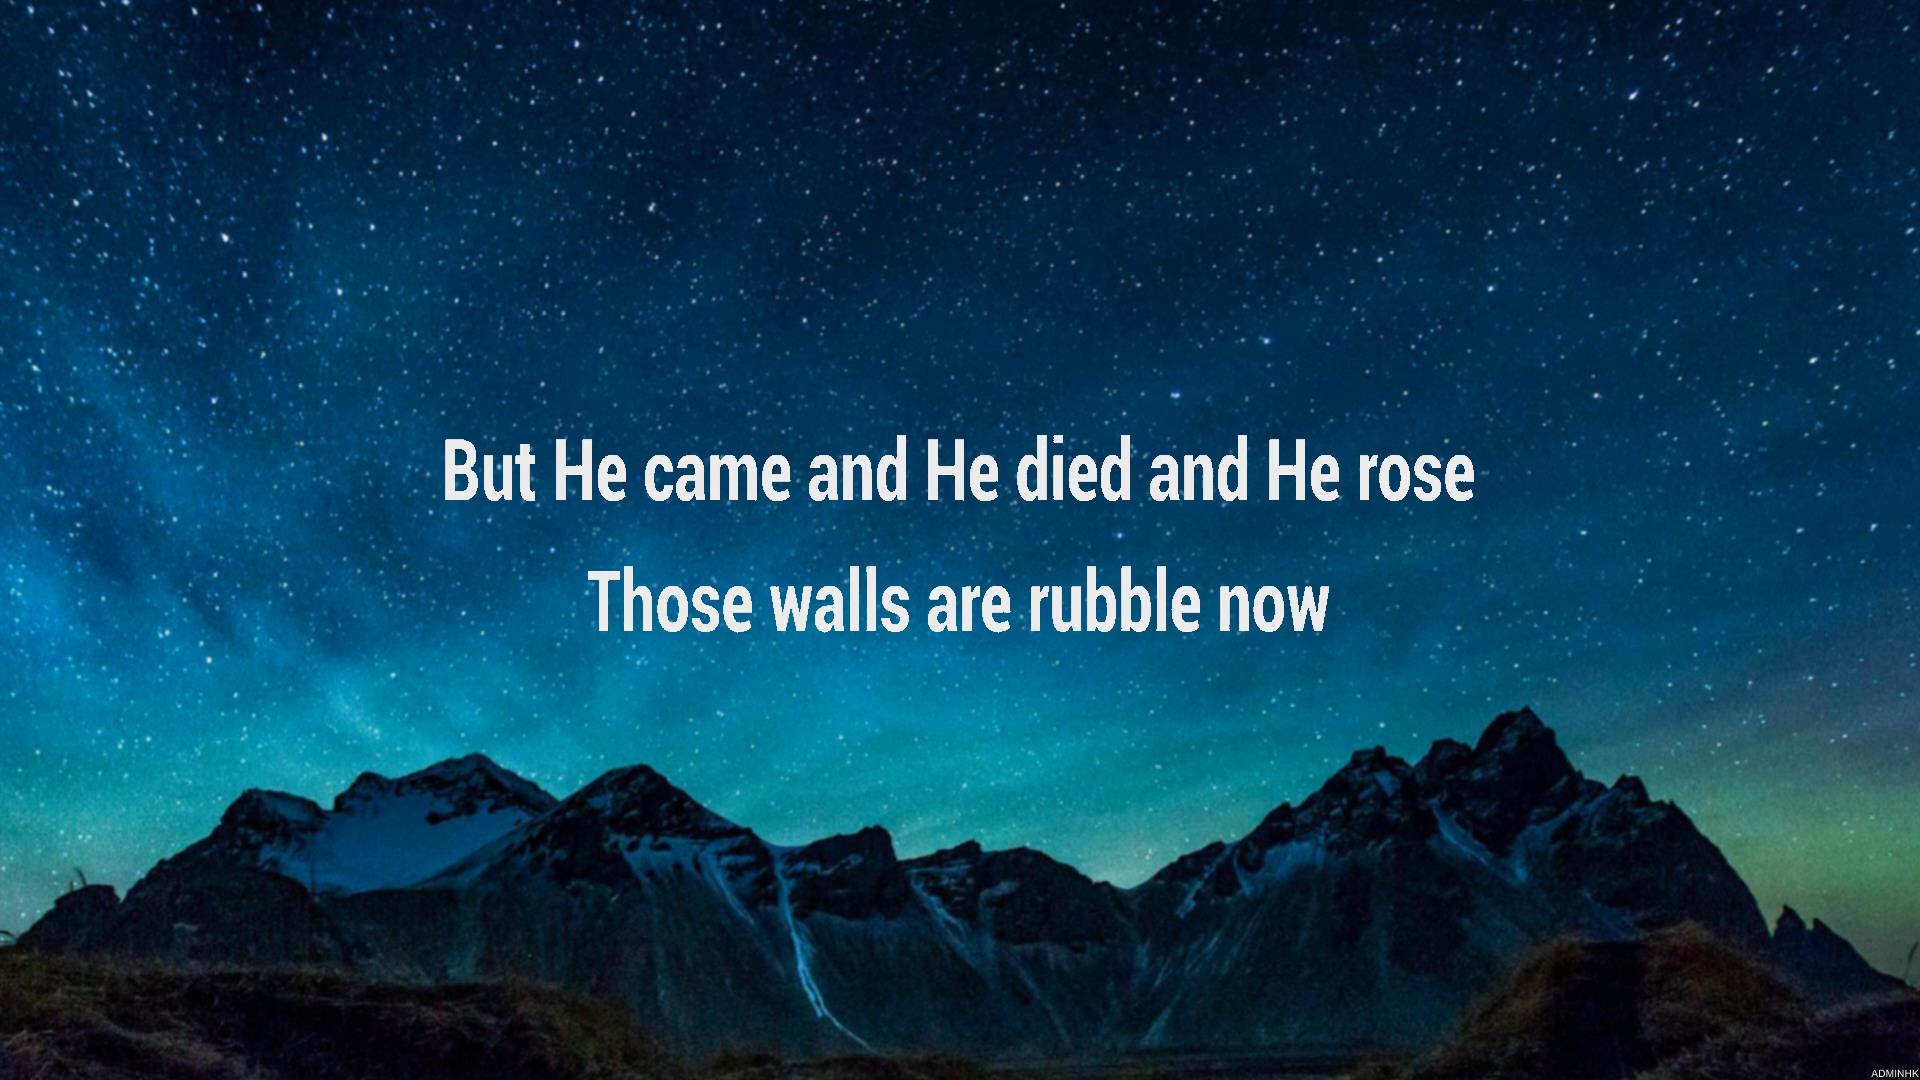 But He came and He died and He rose
Those walls are rubble now
ADMINHK